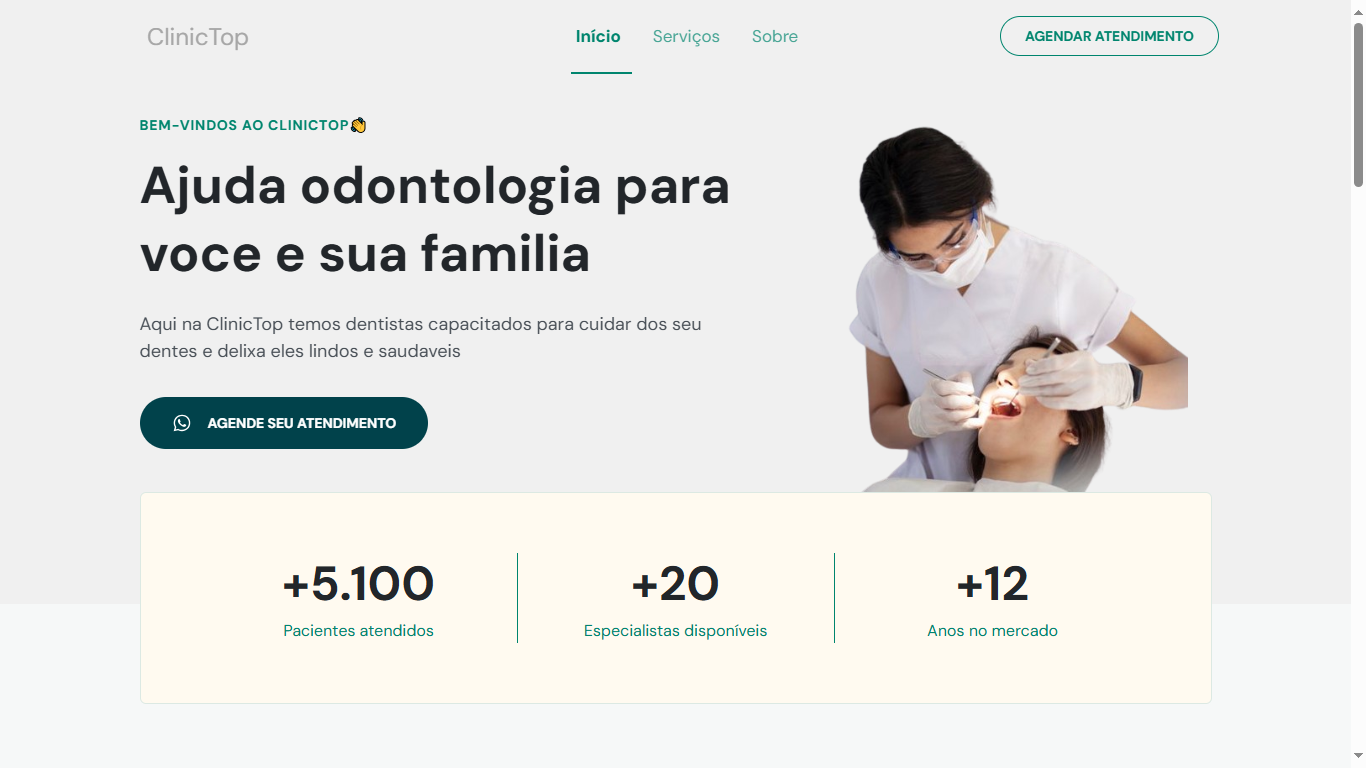 ClinicTop
Início
Serviços
Sobre
AGENDAR ATENDIMENTO
BEM-VINDOS AO CLINICTOP👏
Ajuda odontologia para
voce e sua familia
Aqui na ClinicTop temos dentistas capacitados para cuidar dos seu
dentes e delixa eles lindos e saudaveis
AGENDE SEU ATENDIMENTO
+5.100
Pacientes atendidos
+20
Especialistas disponíveis
+12
Anos no mercado